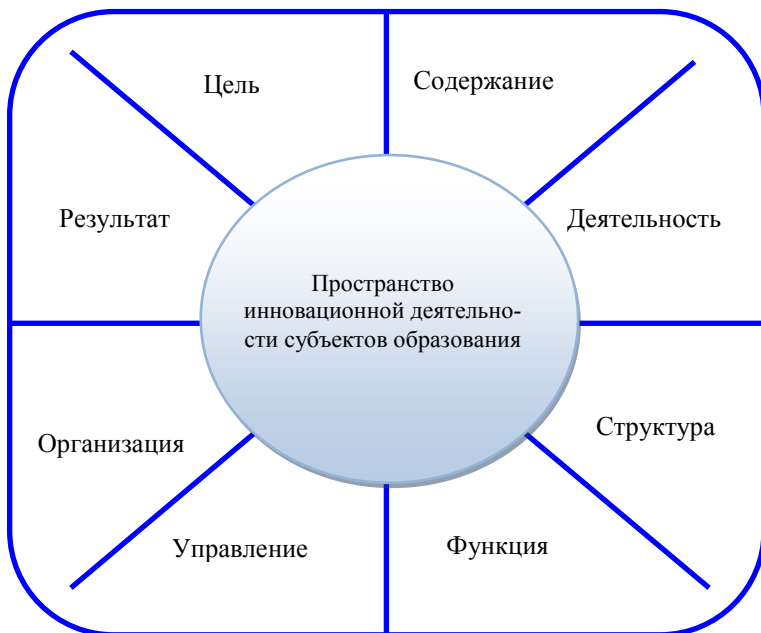 Цель
Содержание
Результат
Деятельность
Пространство
инновационной деятельно-
сти субъектов образования
Организация
Структура
Управление
Функция